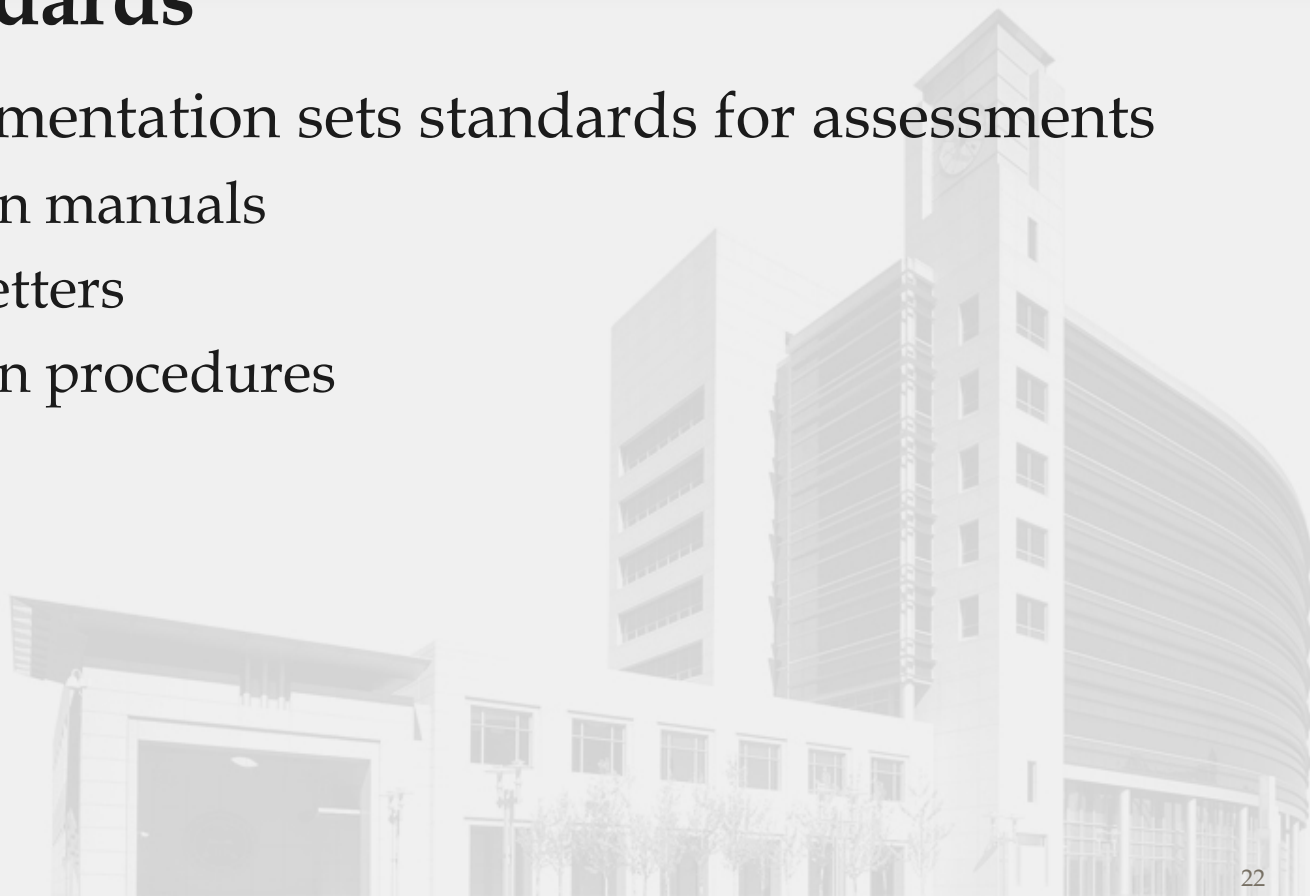 dards
mentation sets standards for assessments
n manuals
etters
n procedures
22